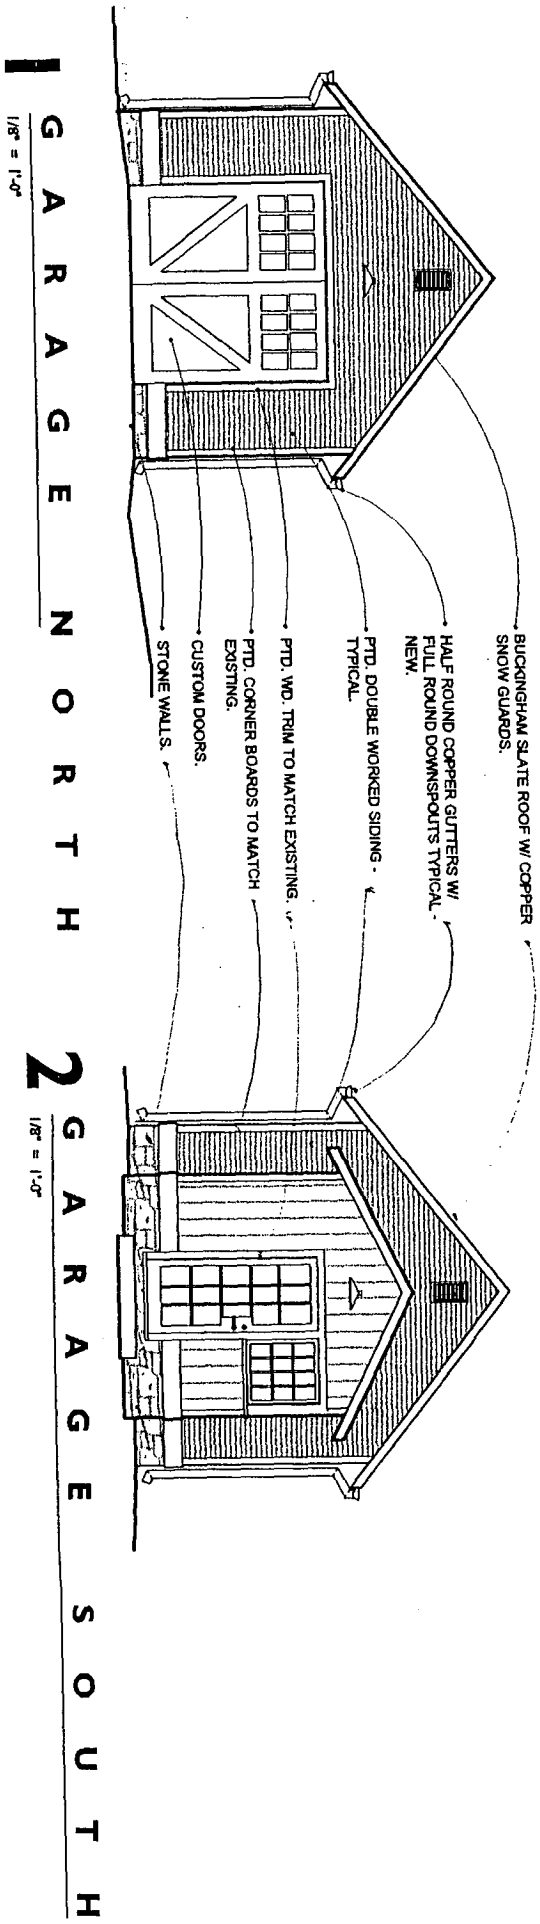 BUCKINGHAM SLATE ROOF W/ COPPER
SNOW GUARDS.
HALF ROUND COPPER GUTTERS W/
FULL ROUND DOWNSPOUTS TYPICAL -
NEW.
PTD. DOUBLE WORKED SIDING -
TYPICAL.
PTD. WD. TRIM TO MATCH EXISTING.
PTD. CORNER BOARDS TO MATCH
EXISTING.
CUSTOM DOORS.
STONE WALLS.
1 GARAGE NORTH
1/8" = 1'-0"
2 GARAGE SOUTH
1/8" = 1'-0"